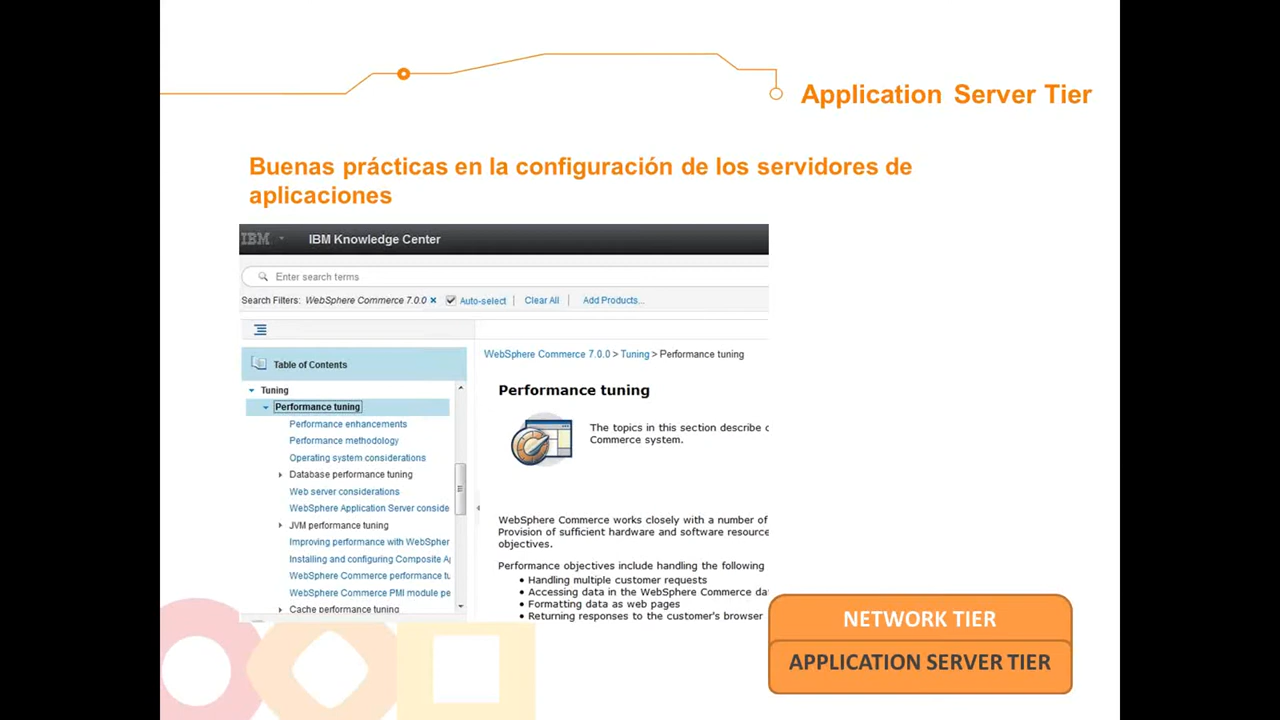 Application Server Tier
Buenas prácticas en la configuración de los servidores de
aplicaciones
IBM
IBM Knowledge Center
Enter search terms
Search Filters: WebSphere Commerce 7.0.0 × Auto-select | Clear All | Add Products...
Table of Contents
Tuning
Performance tuning
Performance enhancements
Performance methodology
Operating system considerations
Database performance tuning
Web server considerations
WebSphere Application Server conside
JVM performance tuning
Improving performance with WebSpher
Installing and configuring Composite A
WebSphere Commerce performance tu
WebSphere Commerce PMI module pe
Cache performance tuning
WebSphere Commerce 7.0.0 > Tuning > Performance tuning
Performance tuning
The topics in this section describe
Commerce system.
WebSphere Commerce works closely with a number of
Provision of sufficient hardware and software resource
objectives.
Performance objectives include handling the following
• Handling multiple customer requests
• Accessing data in the WebSphere Commerce da
• Formatting data as web pages
• Returning responses to the customer's browser
NETWORK TIER
APPLICATION SERVER TIER